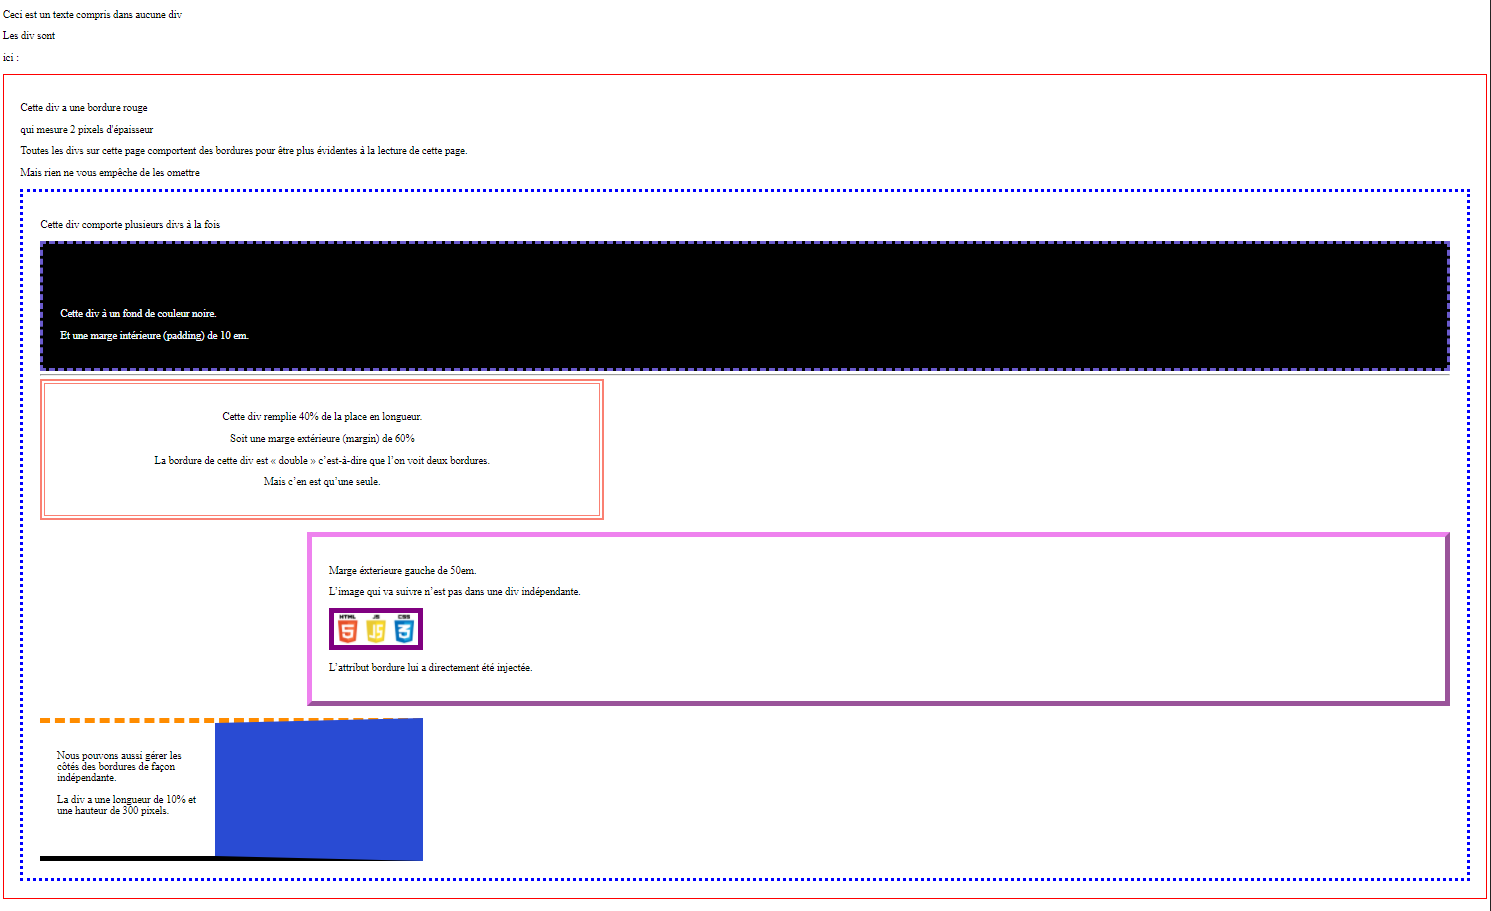 Ceci est un texte compris dans aucune div
Les div sont
ici :
Cette div a une bordure rouge
qui mesure 2 pixels d'épaisseur
Toutes les divs sur cette page comportent des bordures pour être plus évidentes à la lecture de cette page.
Mais rien ne vous empêche de les omettre
Cette div comporte plusieurs divs à la fois
Cette div à un fond de couleur noire.
Et une marge intérieure (padding) de 10 em.
Cette div remplie 40% de la place en longueur.
Soit une marge extérieure (margin) de 60%
La bordure de cette div est « double » c’est-à-dire que l’on voit deux bordures.
Mais c’en est qu’une seule.
Marge éxterieure gauche de 50em.
L’image qui va suivre n’est pas dans une div indépendante.
HTML JS CSS
5 JS 3
L’attribut bordure lui a directement été injectée.
Nous pouvons aussi gérer les
côtés des bordures de façon
indépendante.
La div a une longueur de 10% et
une hauteur de 300 pixels.